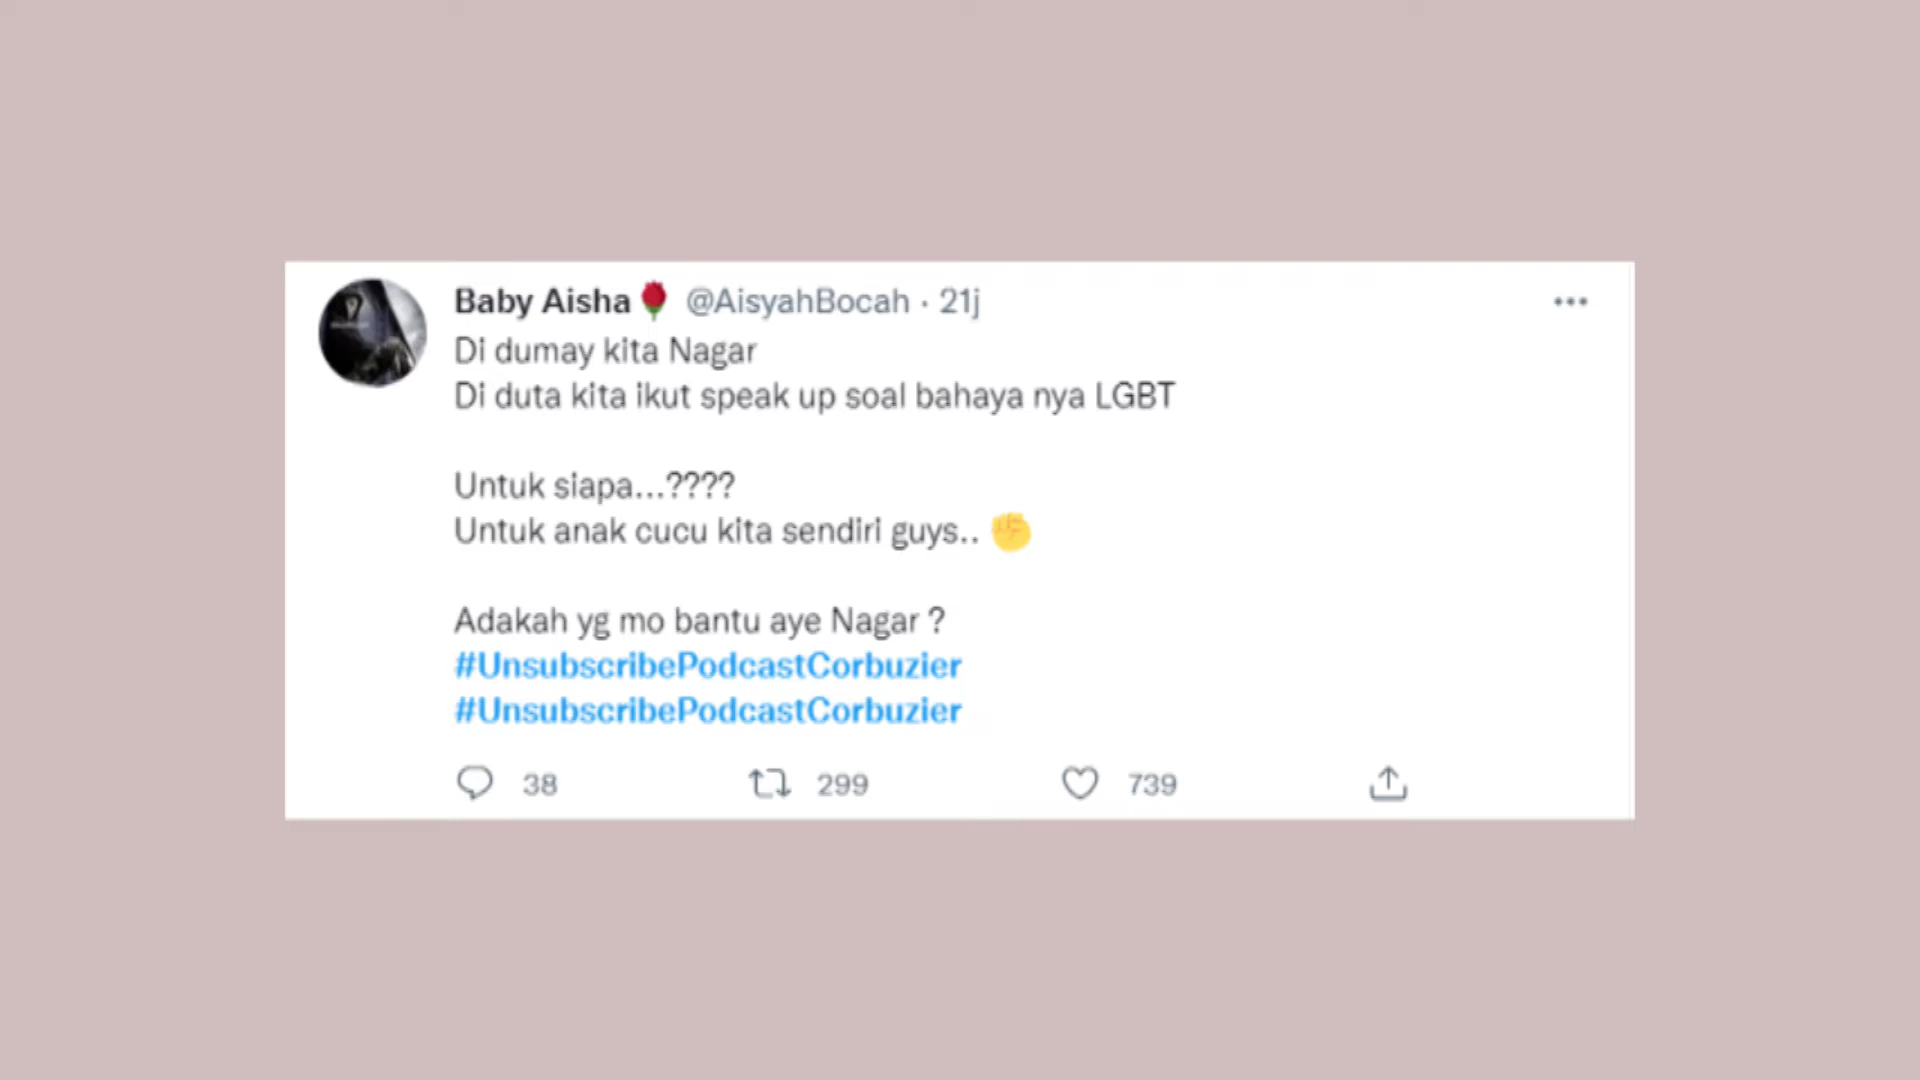 Baby Aisha🌹 @AisyahBocah · 21j
Di dumay kita Nagar
Di duta kita ikut speak up soal bahaya nya LGBT
Untuk siapa...????
Untuk anak cucu kita sendiri guys.. ✊
Adakah yg mo bantu aye Nagar ?
#UnsubscribePodcastCorbuzier
#UnsubscribePodcastCorbuzier
38 299 739